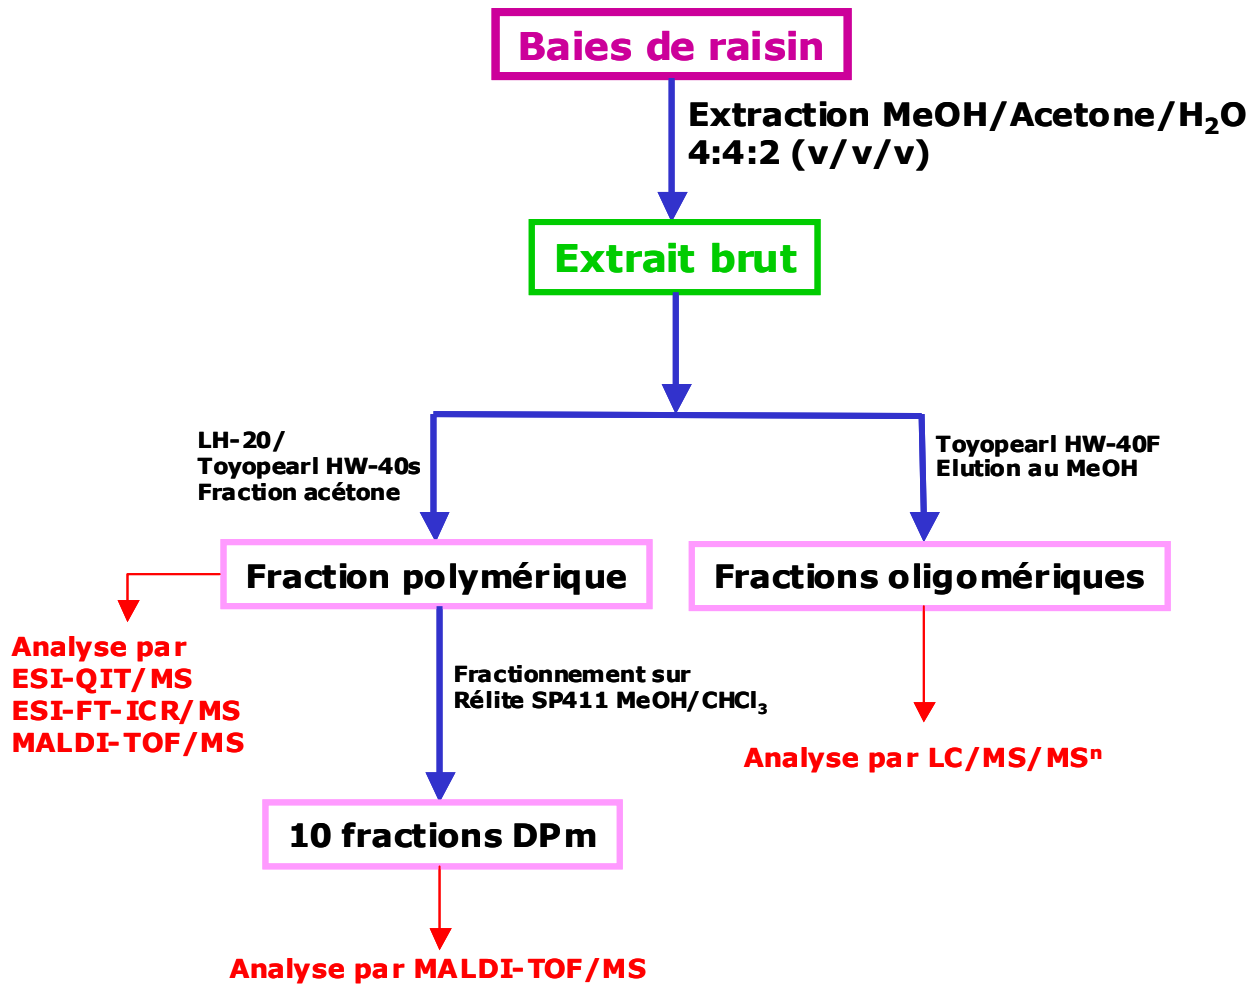 Baies de raisin
Extraction MeOH/Acetone/H₂O
4:4:2 (v/v/v)
Extrait brut
LH-20/
Toyopearl HW-40s
Fraction acétone
Toyopearl HW-40F
Elution au MeOH
Fraction polymérique
Fractions oligomériques
Analyse par
ESI-QIT/MS
ESI-FT-ICR/MS
MALDI-TOF/MS
Fractionnement sur
Rélite SP411 MeOH/CHCl₃
Analyse par LC/MS/MSⁿ
10 fractions DPm
Analyse par MALDI-TOF/MS